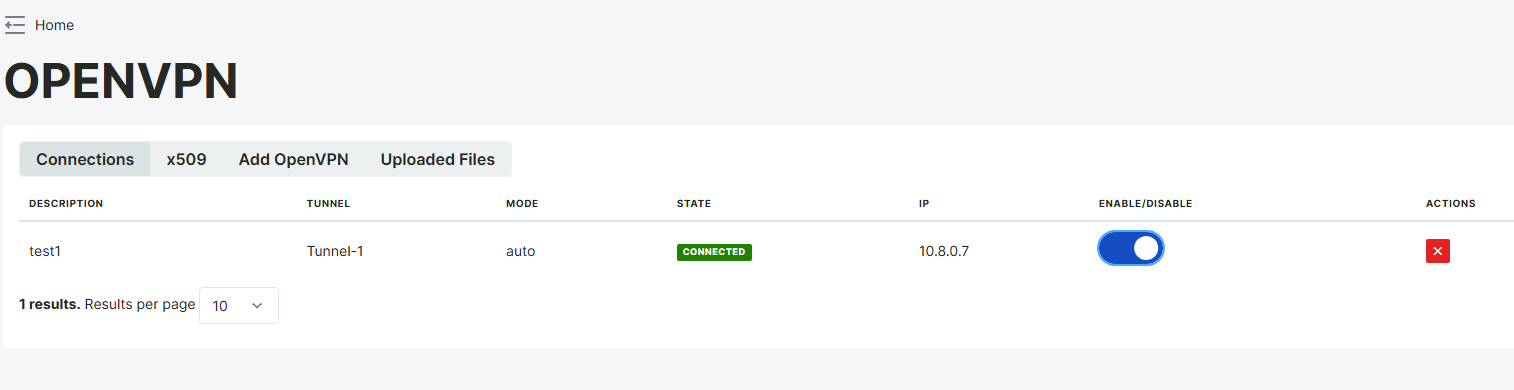 Home
OPENVPN
Connections x509 Add OpenVPN Uploaded Files
DESCRIPTION TUNNEL MODE STATE IP ENABLE/DISABLE ACTIONS
test1 Tunnel-1 auto CONNECTED 10.8.0.7
1 results. Results per page 10